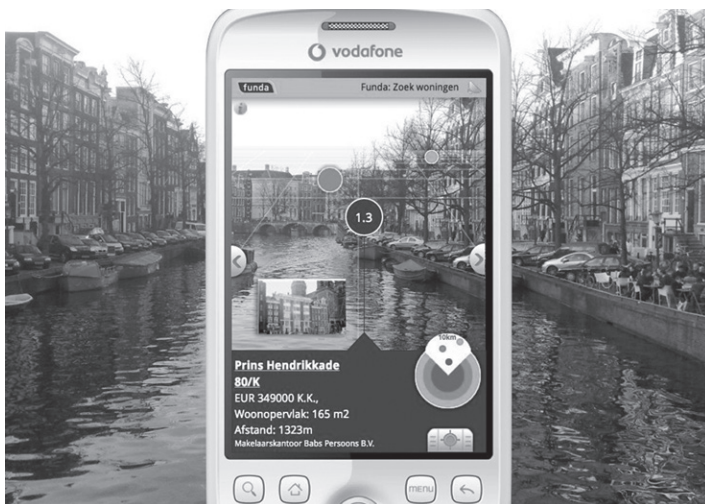 vodafone
funda Funda: Zoek woningen
1.3
10km
Prins Hendrikkade
80/K
EUR 349000 K.K.,
Woonopervlak: 165 m2
Afstand: 1323m
Makelaarskantoor Babs Persoons B.V.
MENU